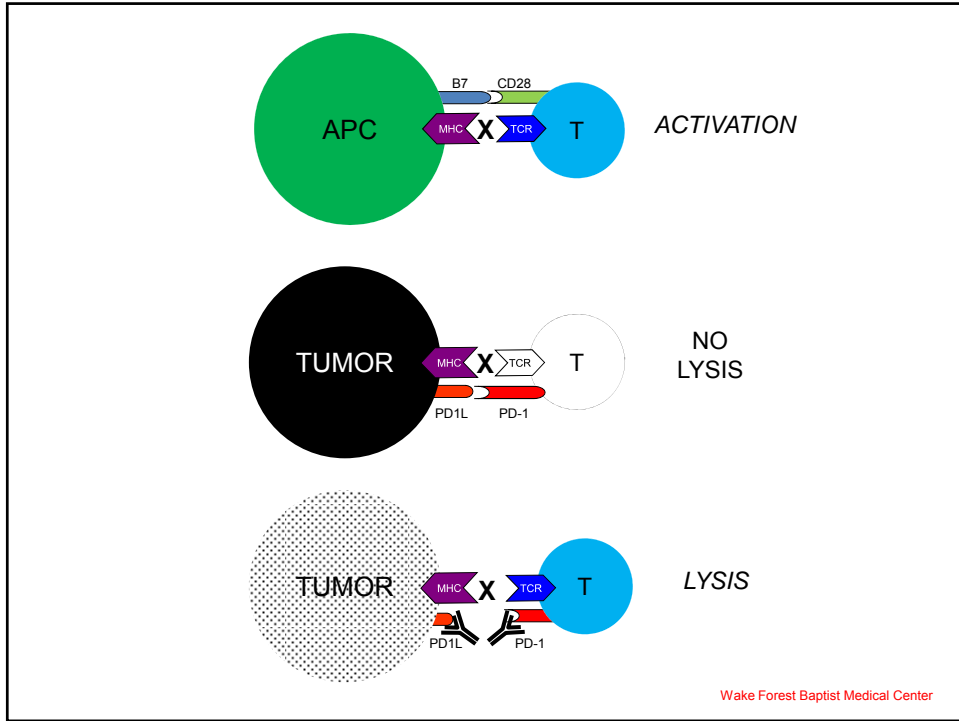 B7 CD28
APC MHC X TCR T ACTIVATION
TUMOR MHC X TCR T NO
LYSIS
PD1L PD-1
TUMOR MHC X TCR T LYSIS
PD1L PD-1
Wake Forest Baptist Medical Center